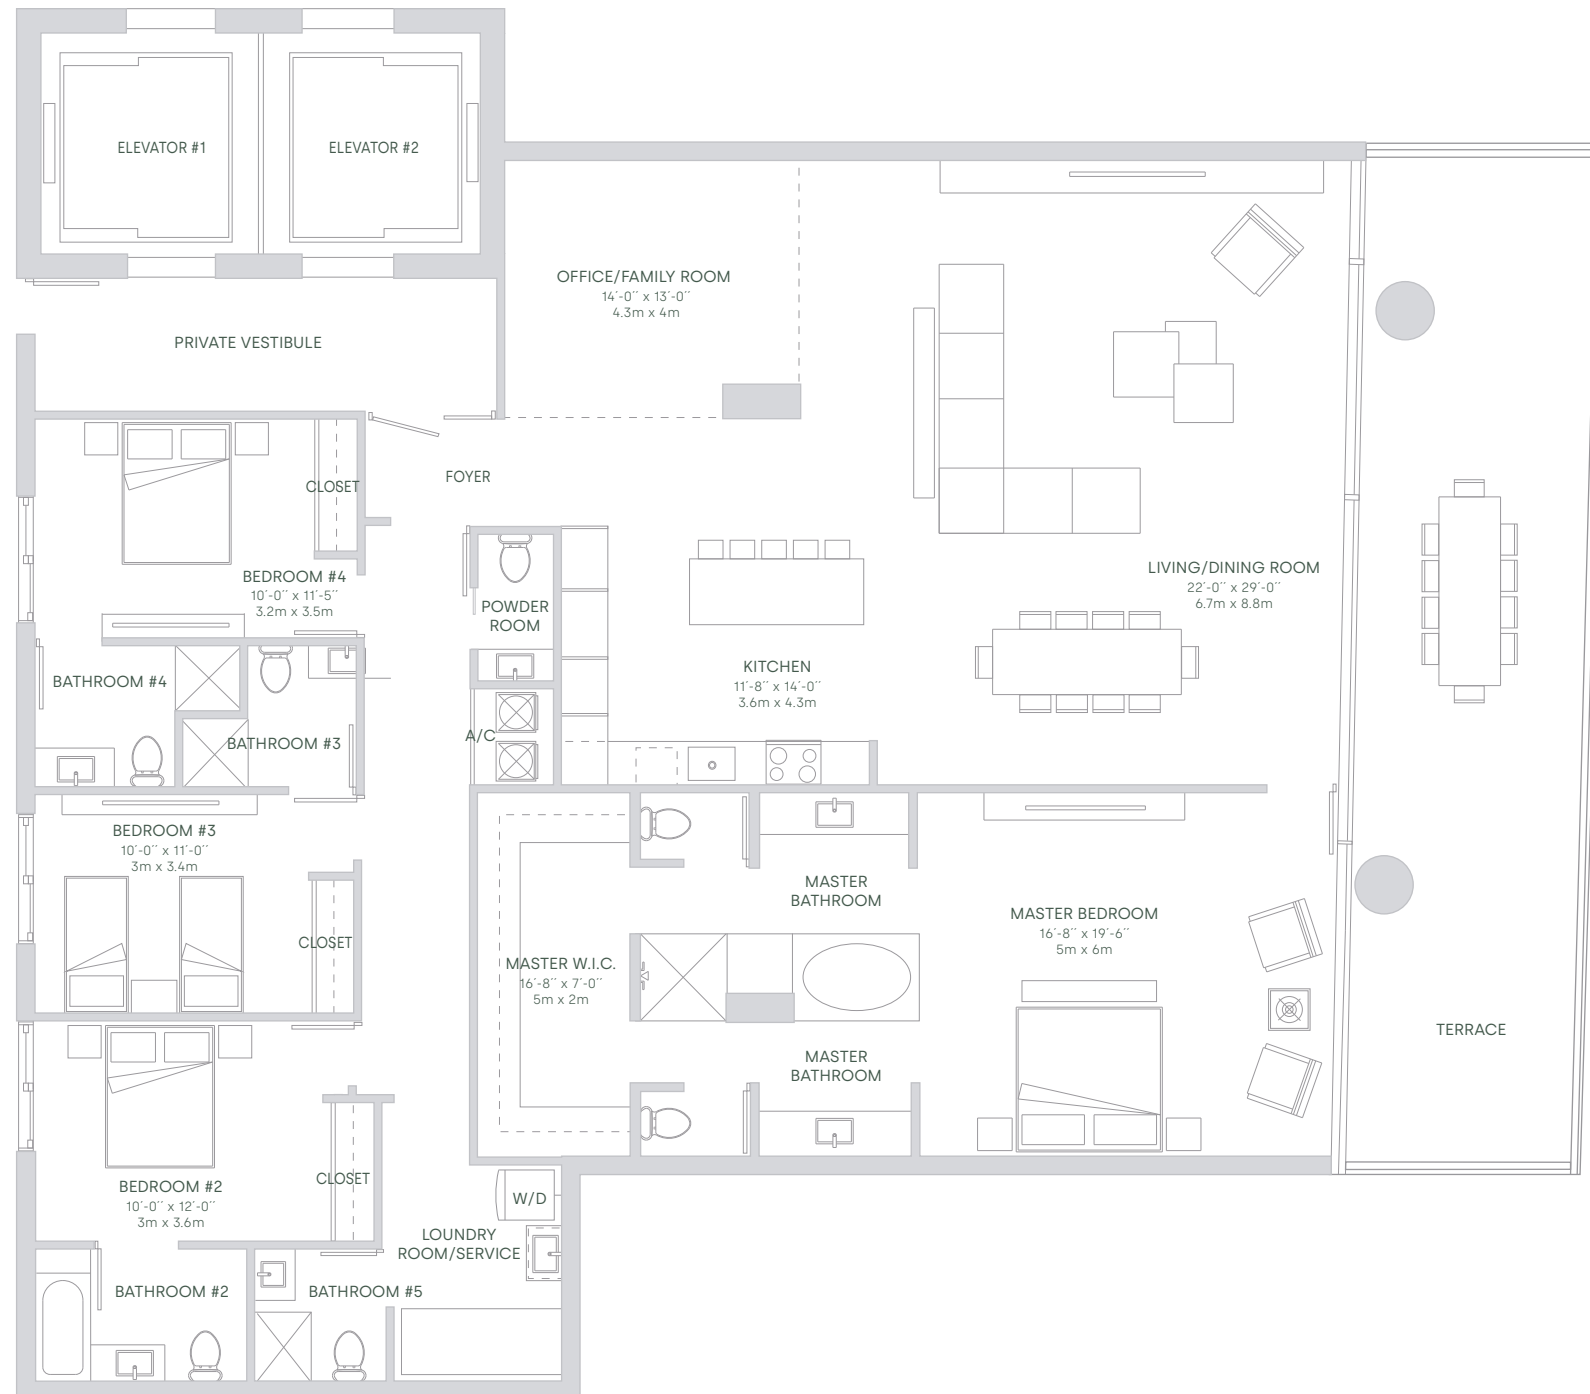 ELEVATOR #1
ELEVATOR #2
OFFICE/FAMILY ROOM
14´-0´´ x 13´-0´´
4.3m x 4m
PRIVATE VESTIBULE
FOYER
CLOSET
BEDROOM #4
10´-0´´ x 11´-5´´
3.2m x 3.5m
POWDER
ROOM
LIVING/DINING ROOM
22´-0´´ x 29´-0´´
6.7m x 8.8m
KITCHEN
11´-8´´ x 14´-0´´
3.6m x 4.3m
BATHROOM #4
BATHROOM #3
A/C
BEDROOM #3
10´-0´´ x 11´-0´´
3m x 3.4m
CLOSET
MASTER
BATHROOM
MASTER BEDROOM
16´-8´´ x 19´-6´´
5m x 6m
MASTER W.I.C.
16´-8´´ x 7´-0´´
5m x 2m
TERRACE
MASTER
BATHROOM
BEDROOM #2
10´-0´´ x 12´-0´´
3m x 3.6m
CLOSET
W/D
LOUNDRY
ROOM/SERVICE
BATHROOM #2
BATHROOM #5